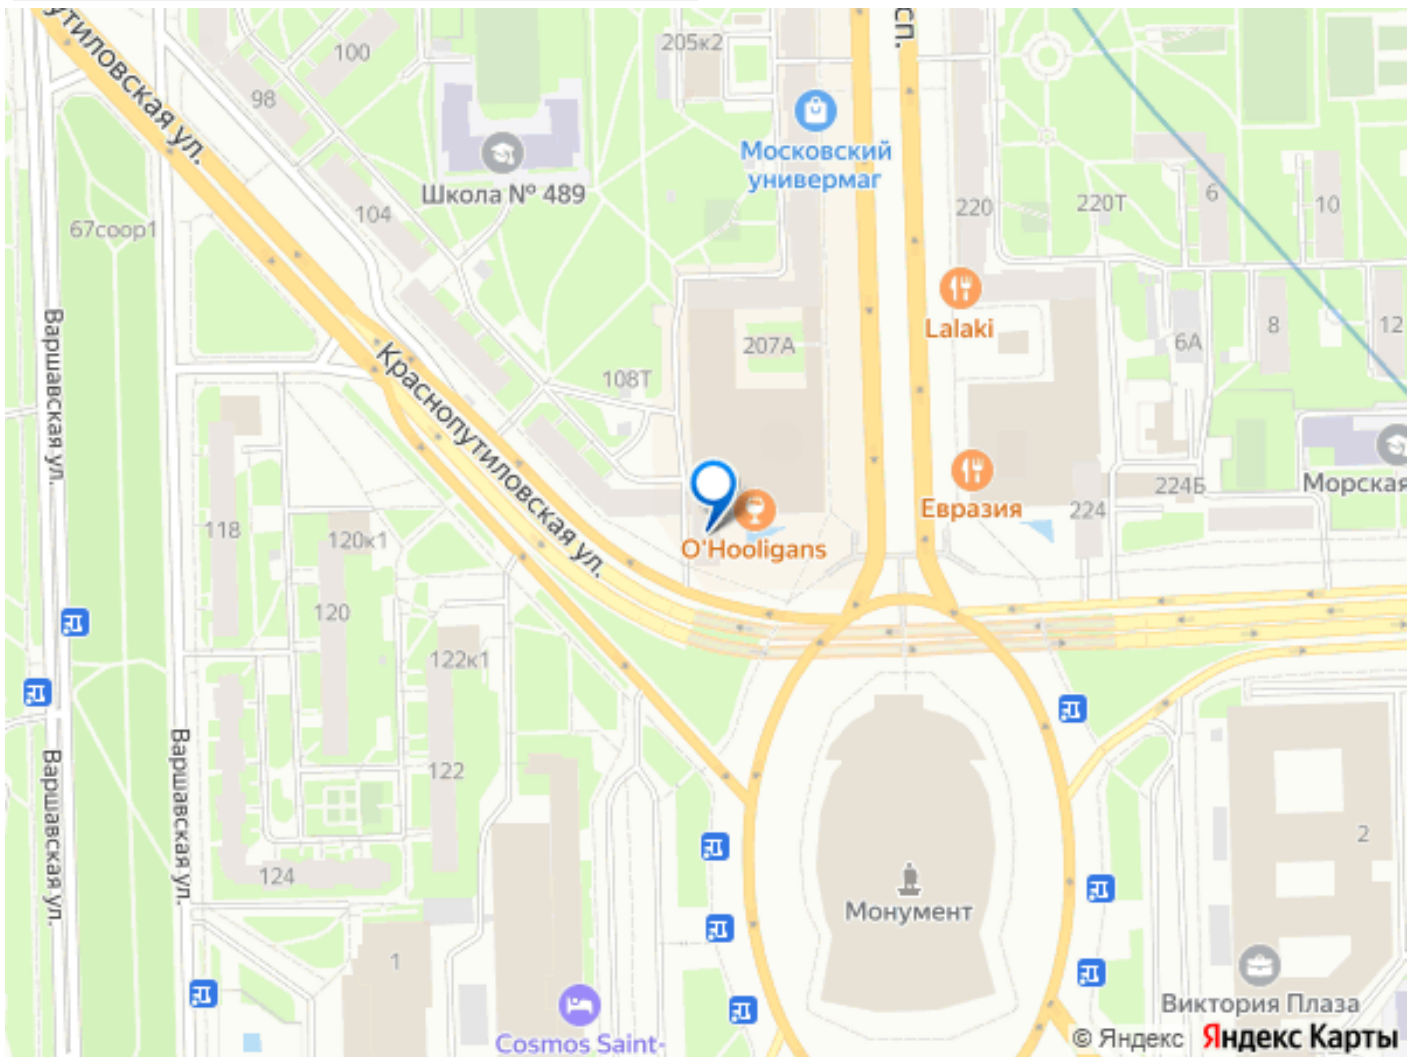 утиловская ул.
100
205к2
сп.
98
Московский
универмаг
Школа № 489
104
220
220Т
6
10
67соор1
Варшавская ул.
Lalaki
207А
8
12
6А
Краснопутиловская ул.
108Т
118
120к1
O'Hooligans
Евразия
224
224Б
Морская
120
122к1
122
Варшавская ул.
Варшавская ул.
124
1
2
Монумент
Виктория Плаза
Cosmos Saint-
© Яндекс Яндекс Карты